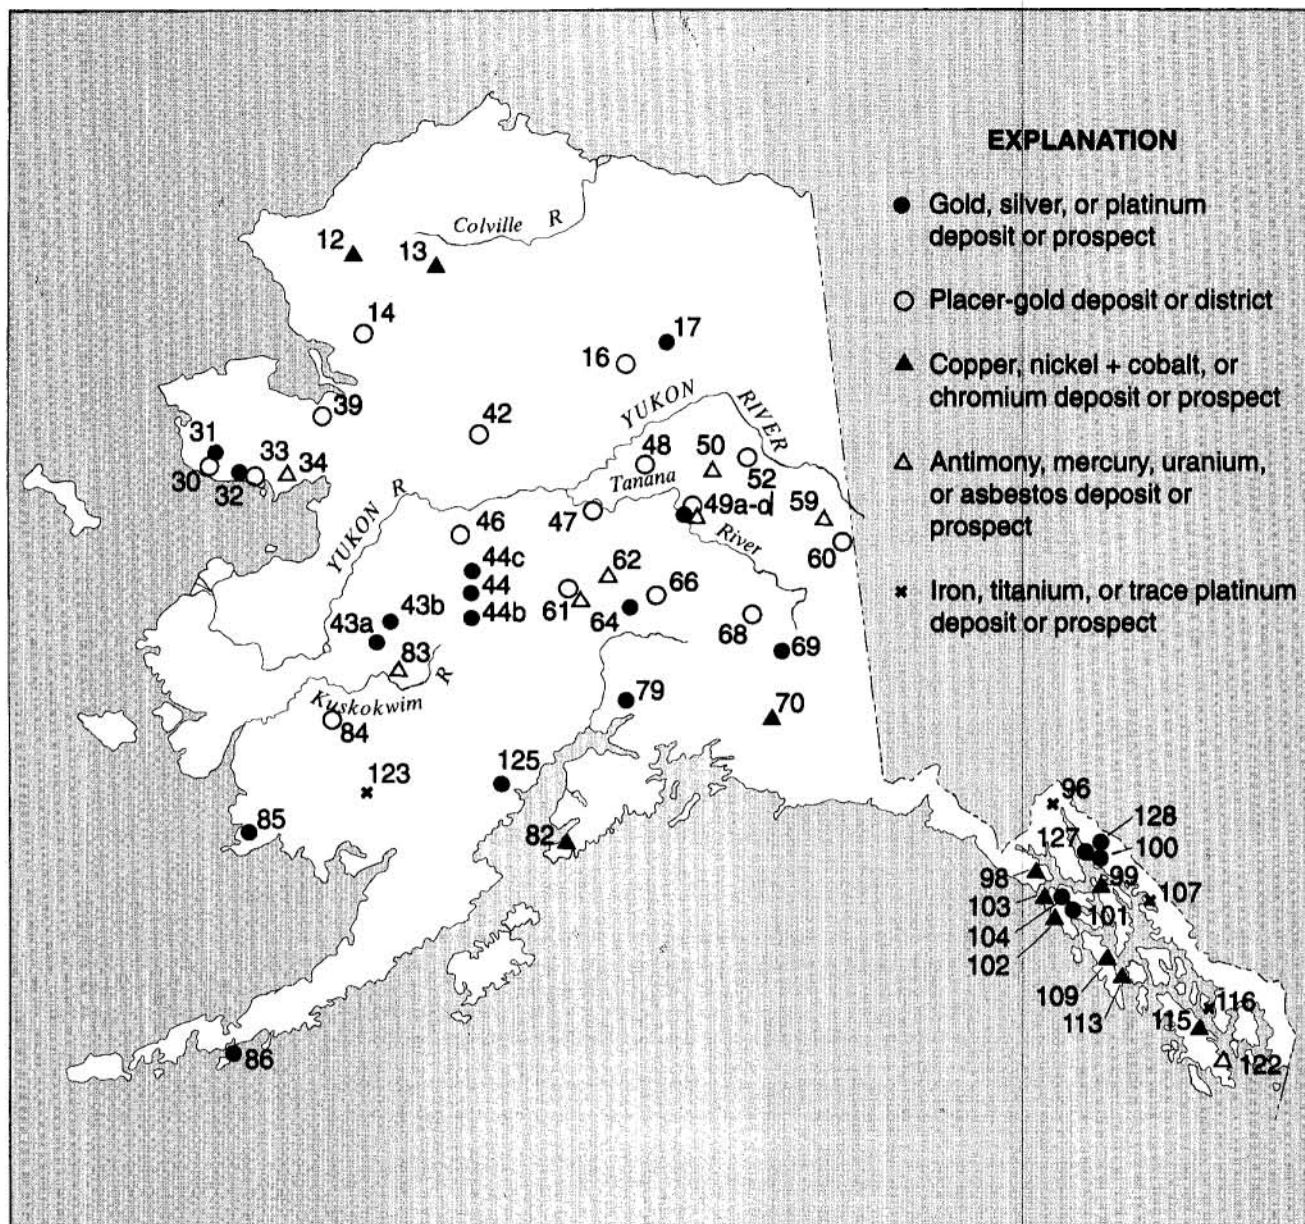 EXPLANATION
Gold, silver, or platinum
deposit or prospect
Placer-gold deposit or district
Copper, nickel + cobalt, or
chromium deposit or prospect
Antimony, mercury, uranium,
or asbestos deposit or
prospect
Iron, titanium, or trace platinum
deposit or prospect
Colville R
12
13
14
17
16
YUKON RIVER
39
42
31
33
34
30
32
48
50
52
Tanana River
49a-d
59
60
YUKON R
46
47
44c
44
44b
62
61
66
64
43b
43a
68
69
83
Kuskokwim R
79
70
84
123
125
85
82
86
96
128
127
100
98
99
107
103
101
104
102
109
113
116
115
122